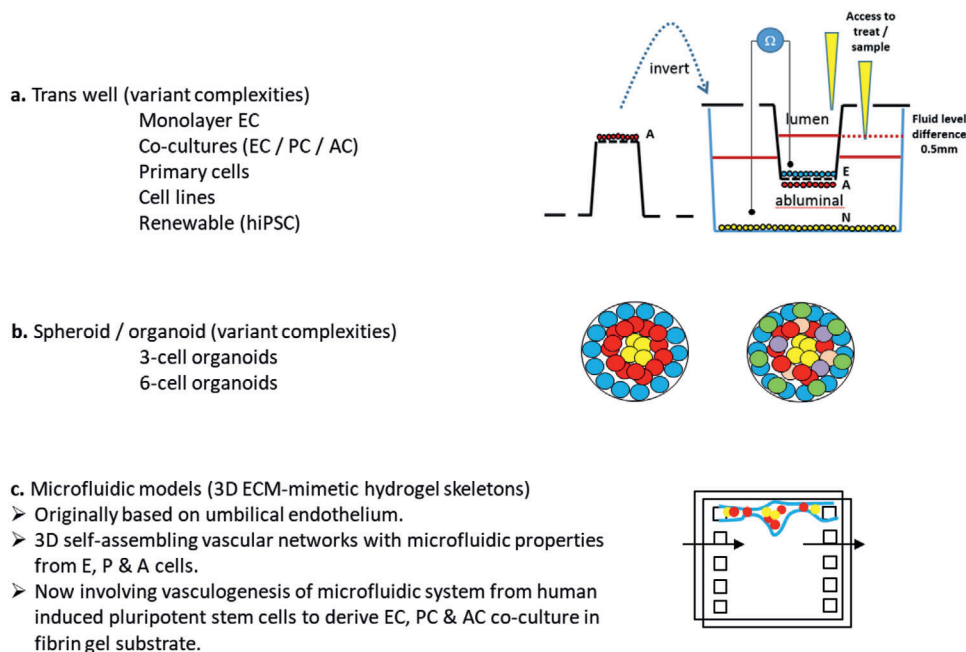 a. Trans well (variant complexities)
Monolayer EC
Co-cultures (EC / PC / AC)
Primary cells
Cell lines
Renewable (hiPSC)
invert
A
Ω
Access to
treat /
sample
lumen
Fluid level
difference
0.5mm
E
A
abluminal
N
b. Spheroid / organoid (variant complexities)
3-cell organoids
6-cell organoids
c. Microfluidic models (3D ECM-mimetic hydrogel skeletons)
➢ Originally based on umbilical endothelium.
➢ 3D self-assembling vascular networks with microfluidic properties
from E, P & A cells.
➢ Now involving vasculogenesis of microfluidic system from human
induced pluripotent stem cells to derive EC, PC & AC co-culture in
fibrin gel substrate.